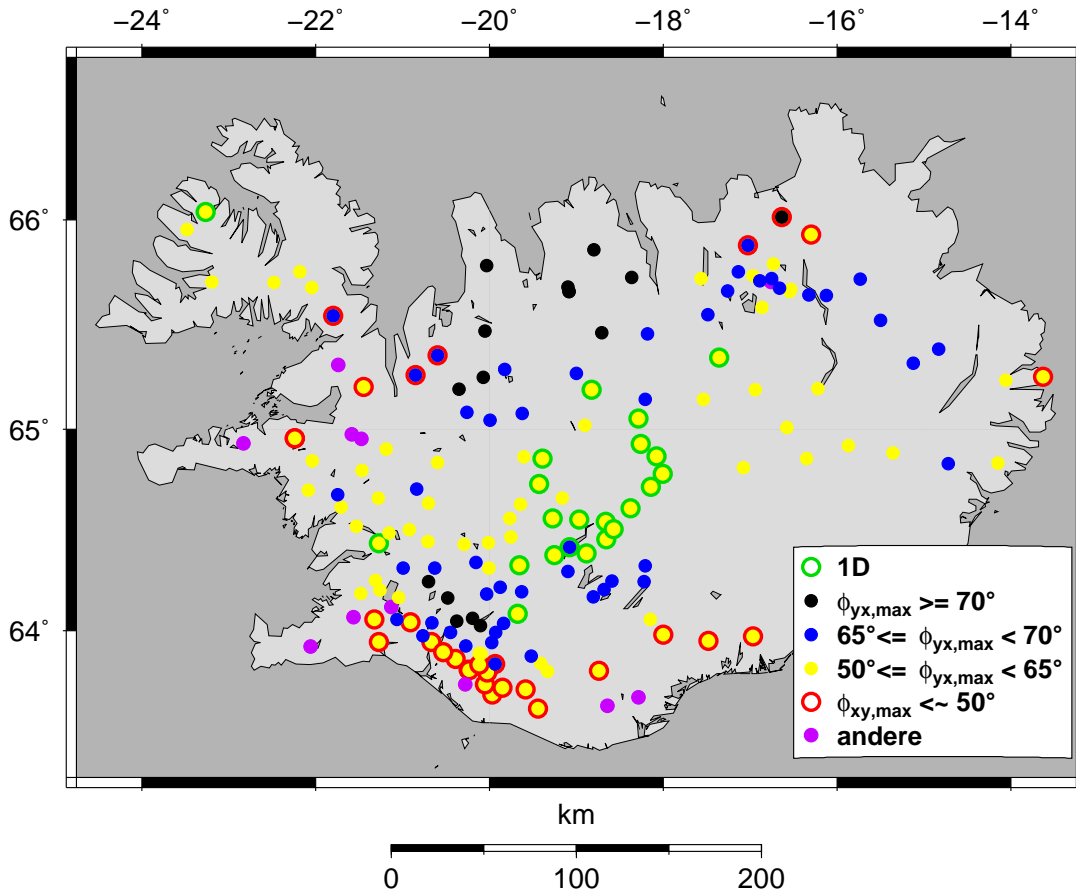 −24˚ −22˚ −20˚ −18˚ −16˚ −14˚
66˚
65˚
64˚
1D
ϕyx,max >= 70°
65°<= ϕyx,max < 70°
50°<= ϕyx,max < 65°
ϕxy,max <~ 50°
andere
km
0 100 200